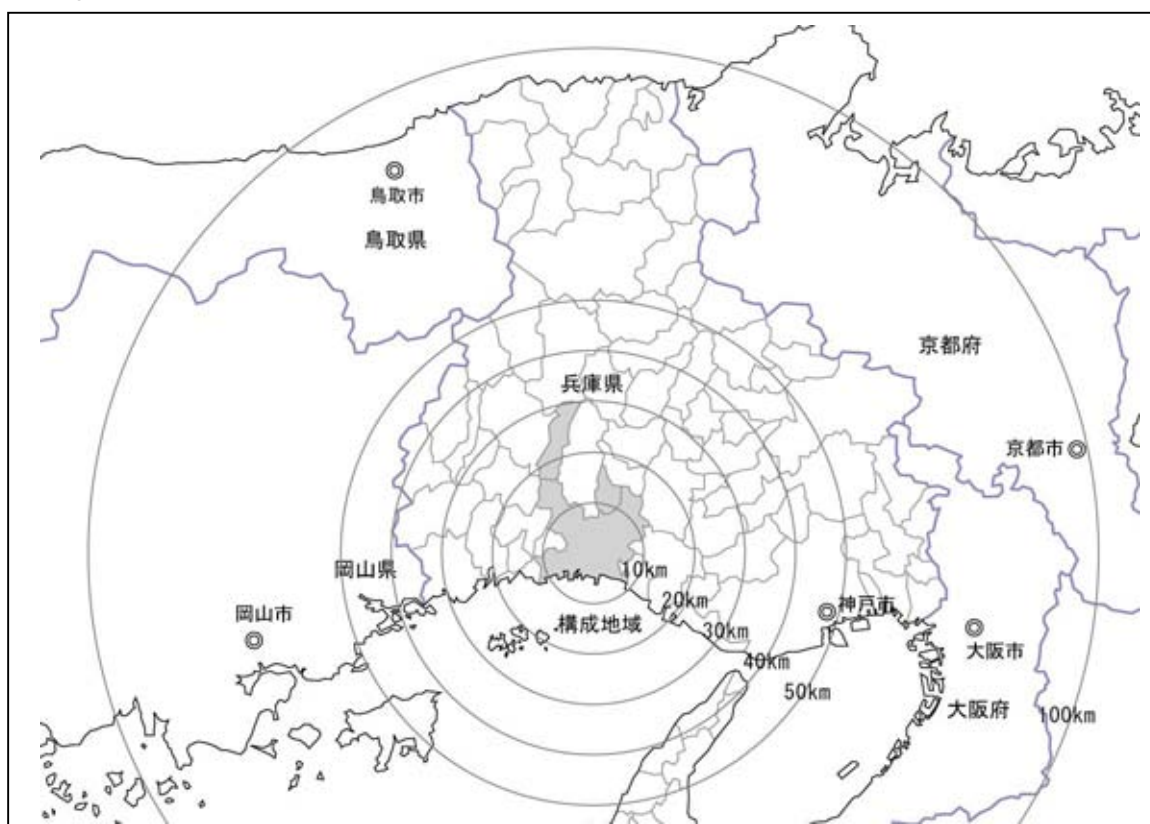 鳥取市
鳥取県
京都府
兵庫県
京都市
岡山県
10km
岡山市
20km
神戸市
構成地域
30km
大阪市
40km
50km
大阪府
100km